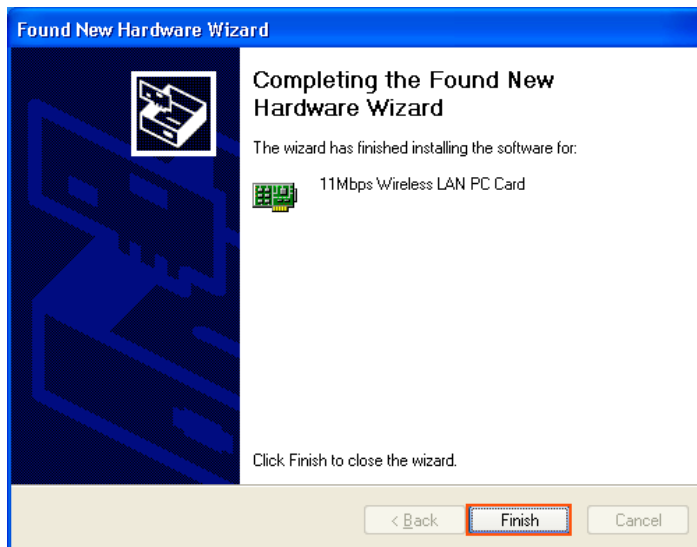 Found New Hardware Wizard
Completing the Found New
Hardware Wizard
The wizard has finished installing the software for:
11Mbps Wireless LAN PC Card
Click Finish to close the wizard.
< Back Finish Cancel